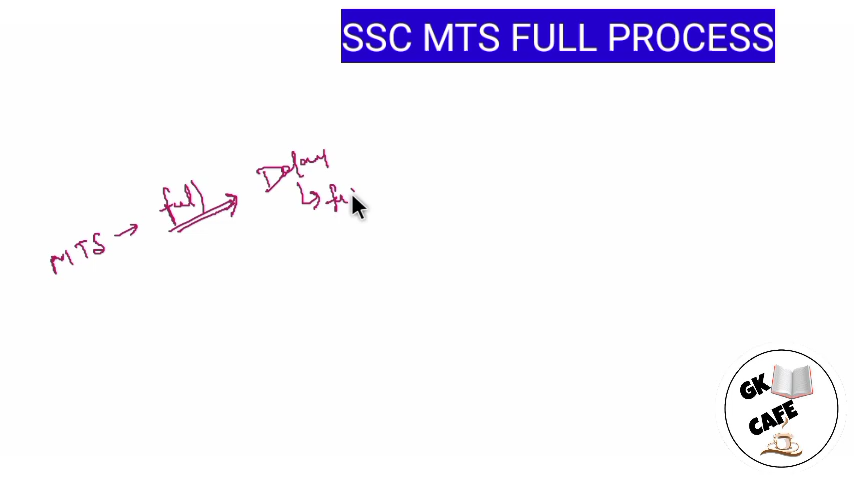 SSC MTS FULL PROCESS
MTS → full → Delay
GK
CAFE